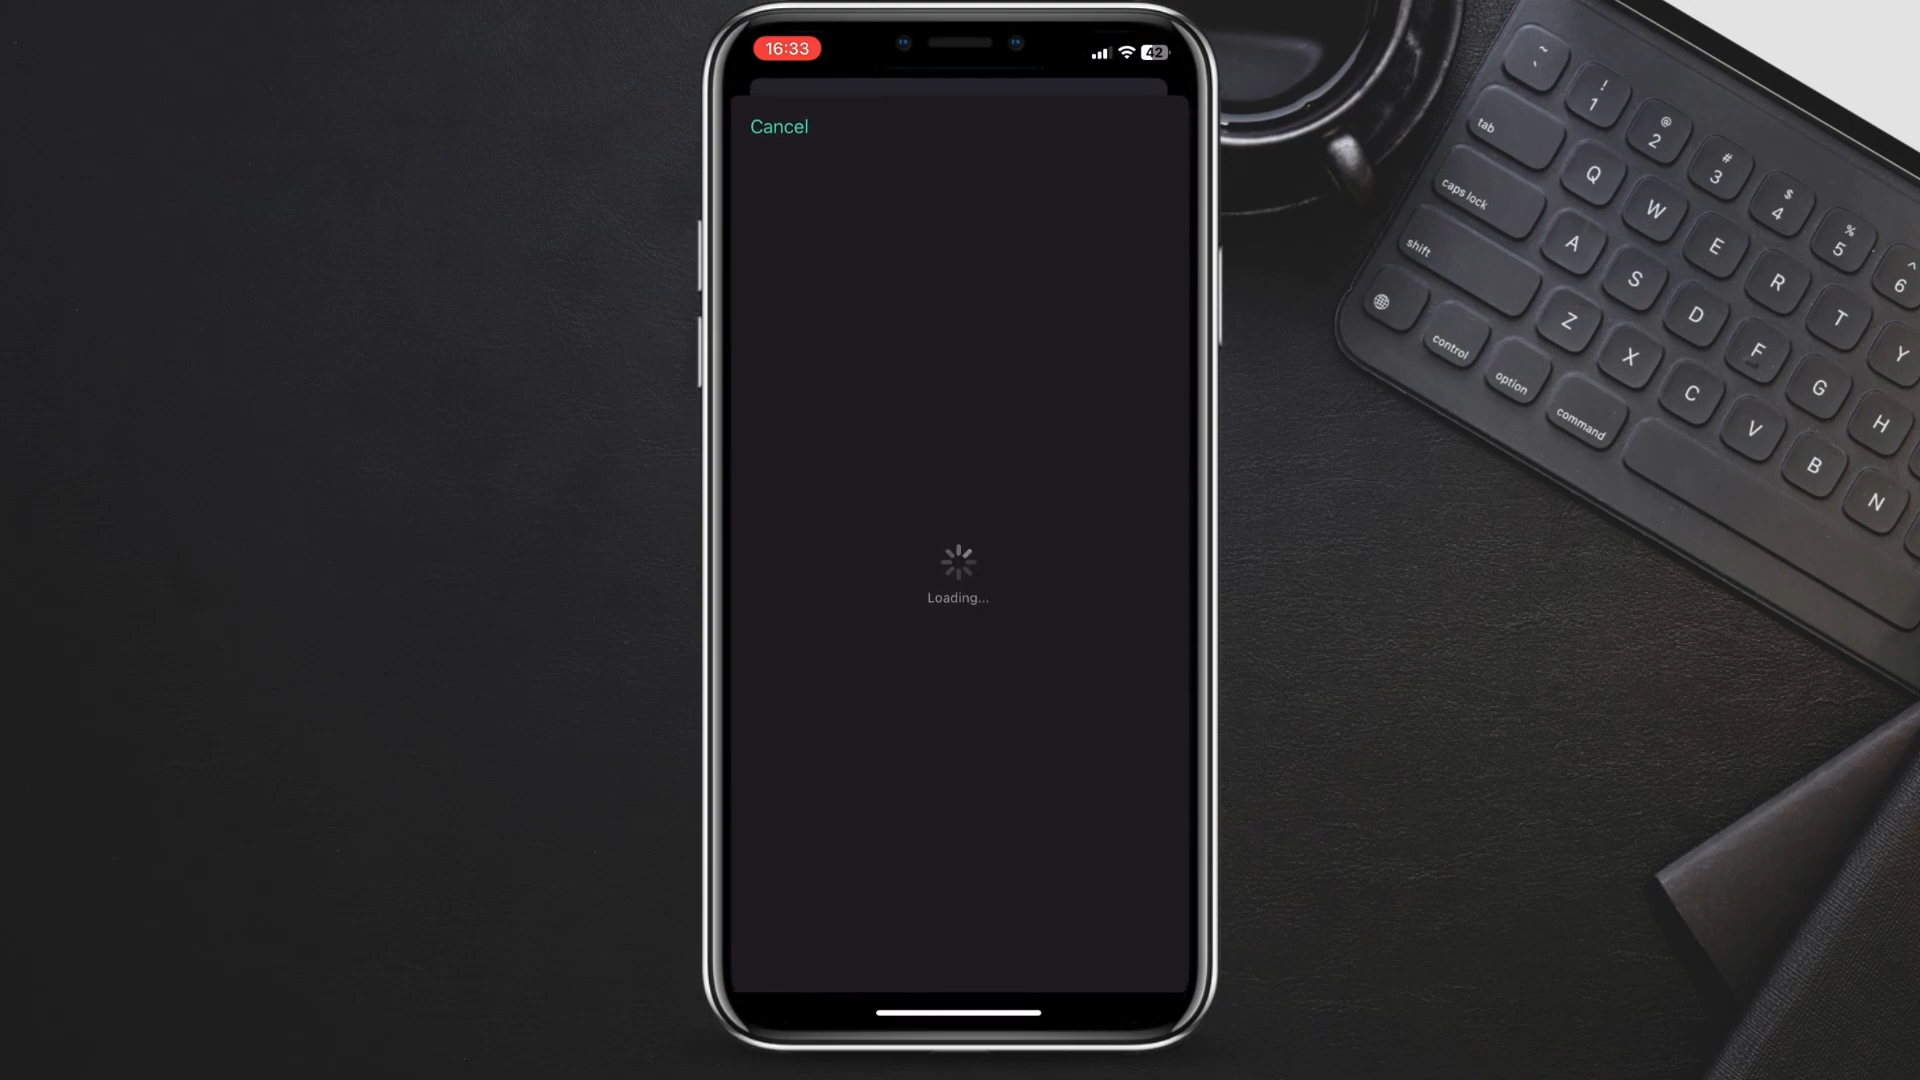 16:33
42
Cancel
Loading...
~
`
!
1
@
2
#
3
$
4
%
5
^
6
tab
Q
W
E
R
T
Y
caps lock
A
S
D
F
G
H
shift
Z
X
C
V
B
N
control
option
command